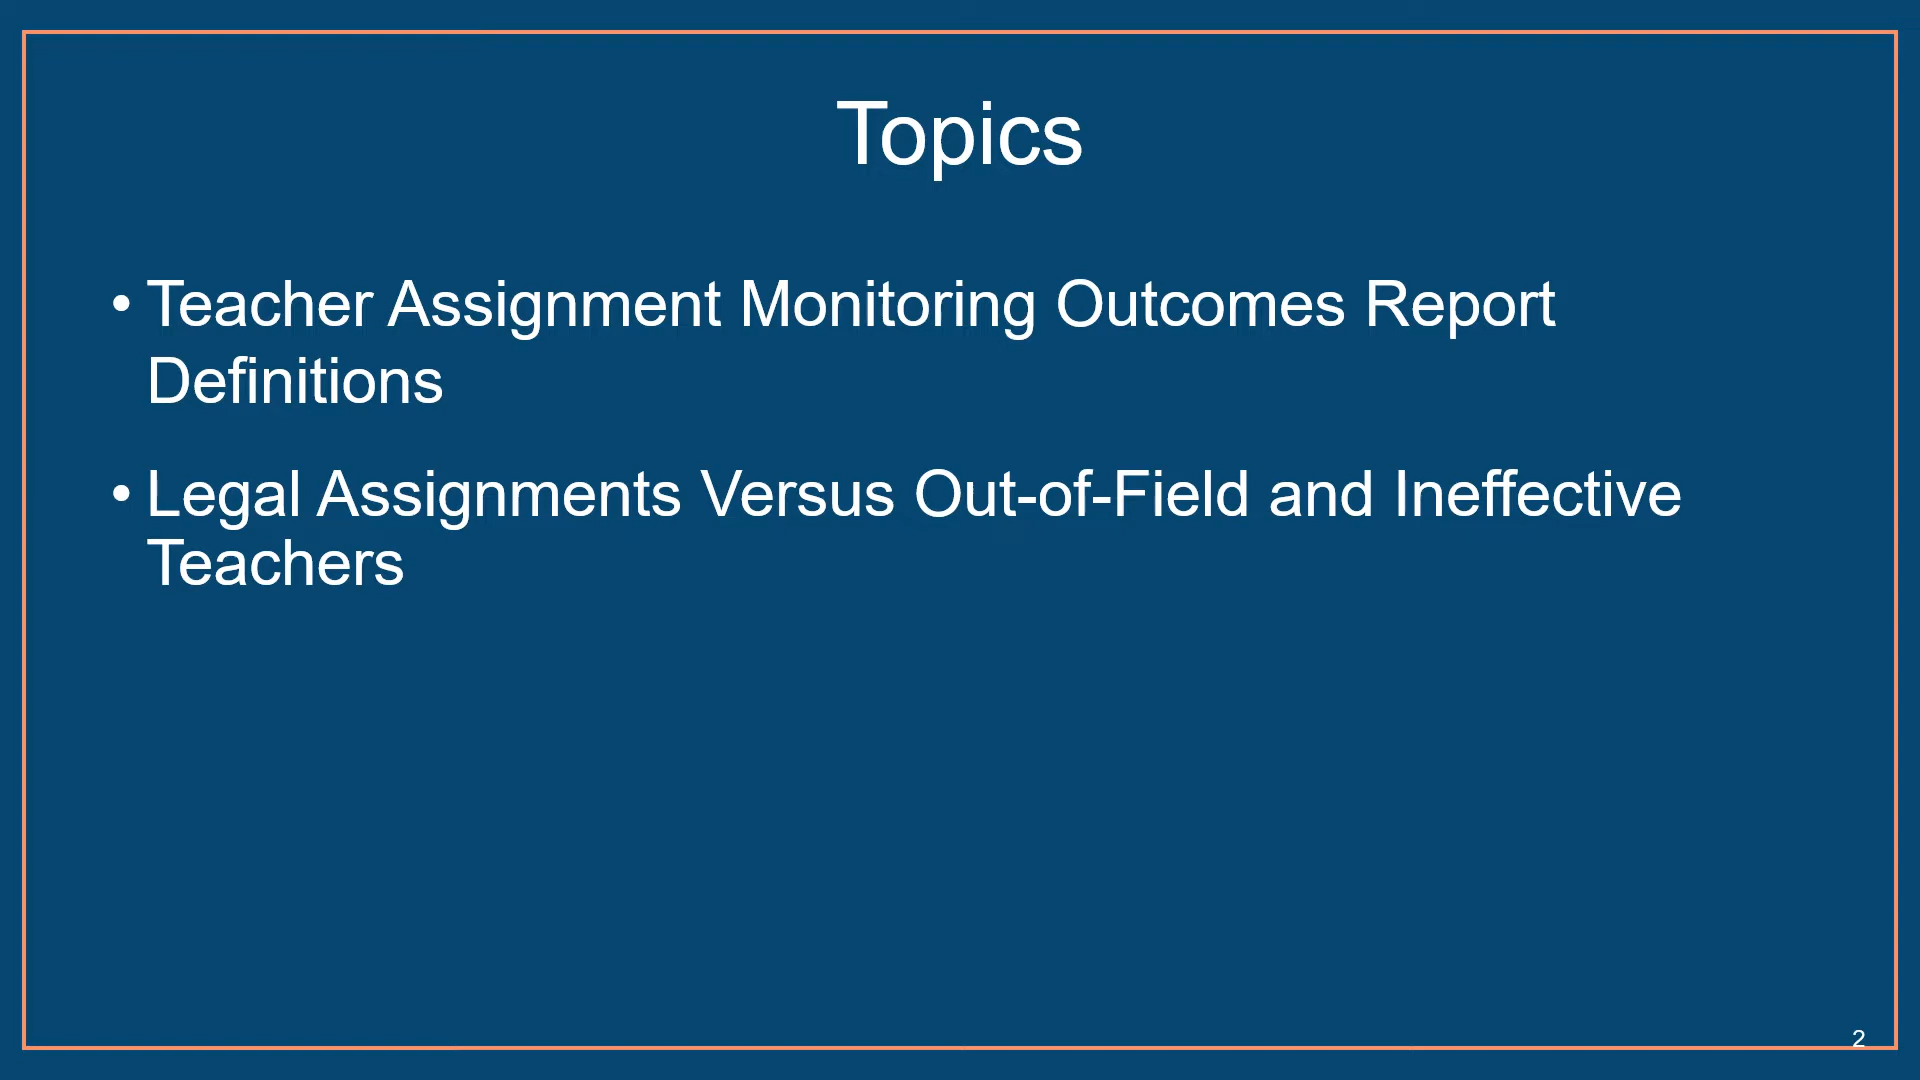 Topics
• Teacher Assignment Monitoring Outcomes Report
Definitions
• Legal Assignments Versus Out-of-Field and Ineffective
Teachers
2